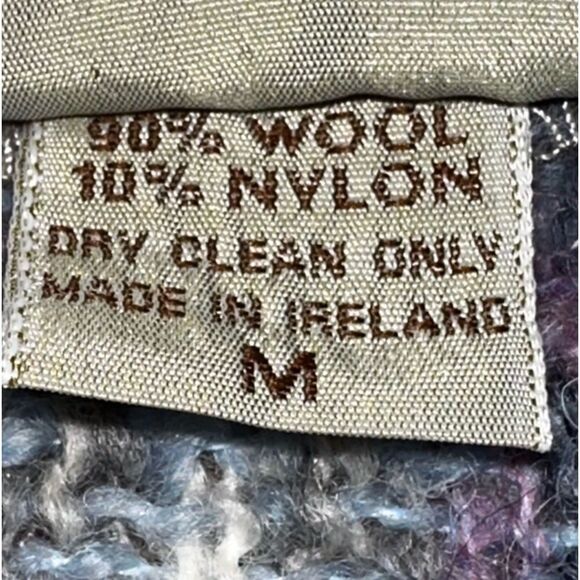 90% WOOL
10% NYLON
DRY CLEAN ONLY
MADE IN IRELAND
M